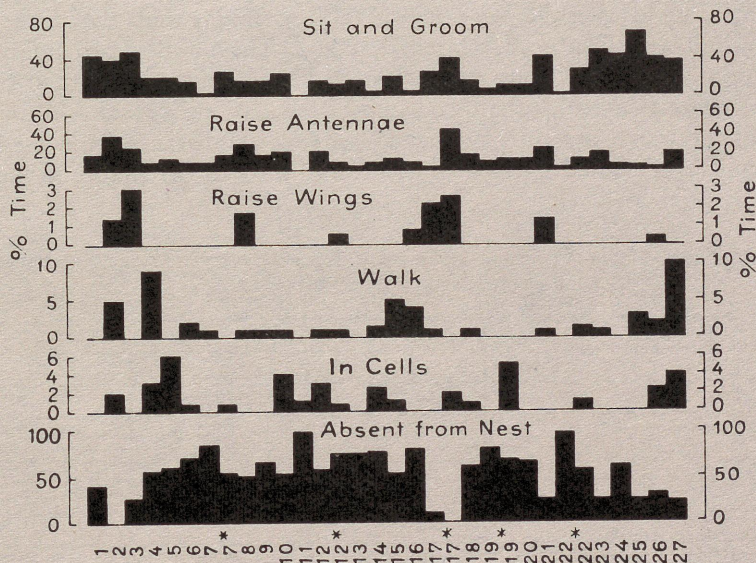 80 Sit and Groom 80
40 40
0 0
60 Raise Antennae 60
40 40
20 20
0 0
3 Raise Wings 3
2 2
1 1
0 0
% Time % Time
10 Walk 10
5 5
0 0
6 In Cells 6
4 4
2 2
0 0
100 Absent from Nest 100
50 50
0 0
1 2 3 4 5 6 7 7* 8 9 10 11 12 12* 13 14 15 16 17 17* 18 19 19* 20 21 22 22* 23 24 25 26 27